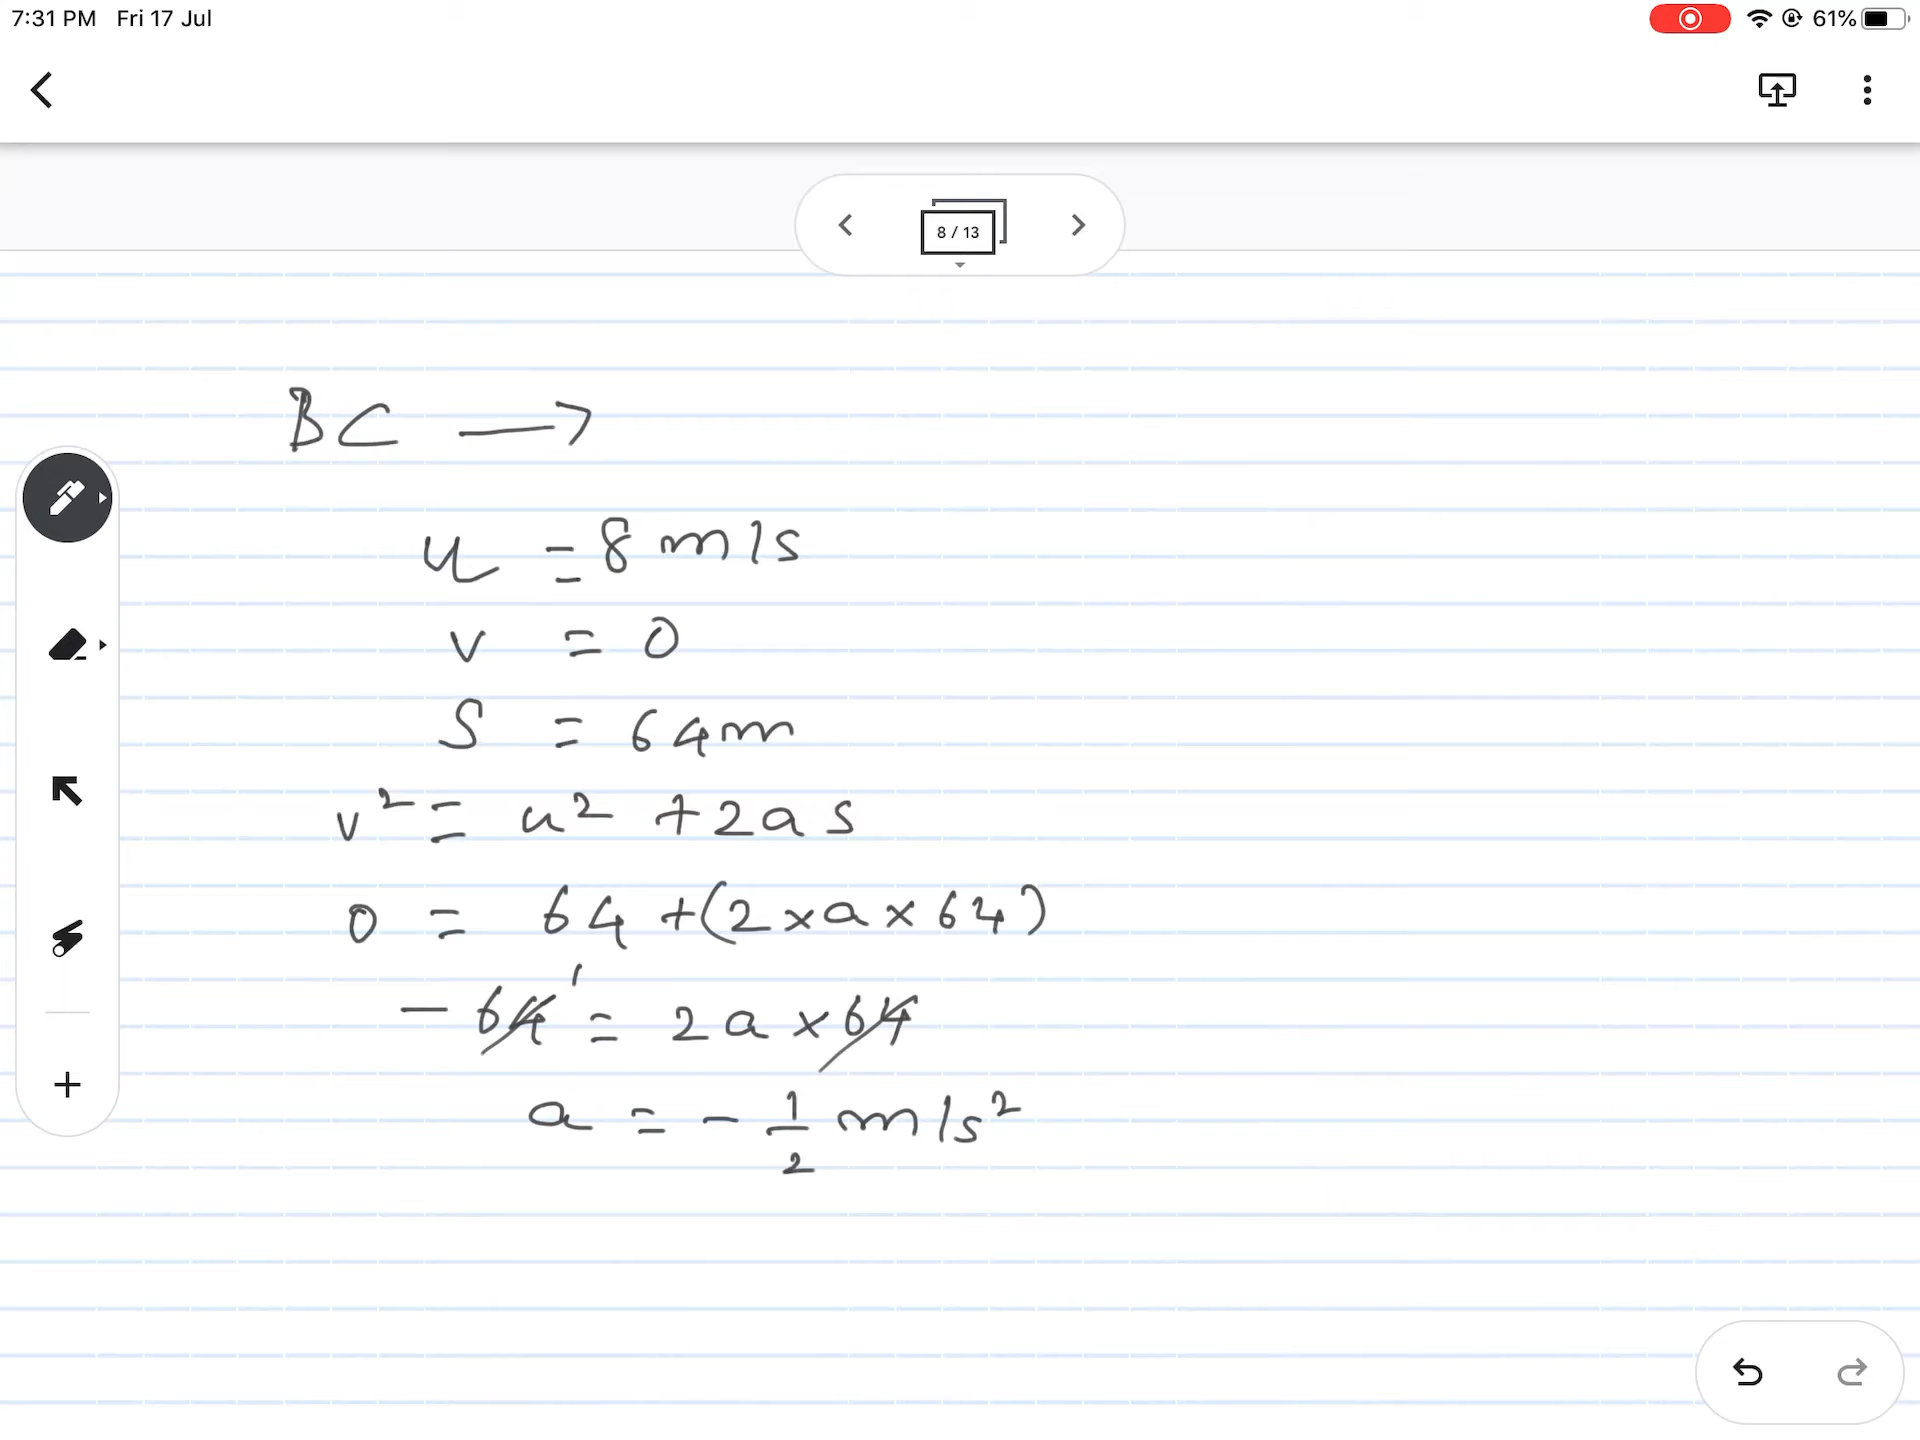 7:31 PM Fri 17 Jul 61%
8 / 13
BC →
u = 8 m/s
v = 0
S = 64m
v² = u² + 2as
0 = 64 + (2 × a × 64)
- 64 ' = 2a × 64
a = - 1/2 m/s²